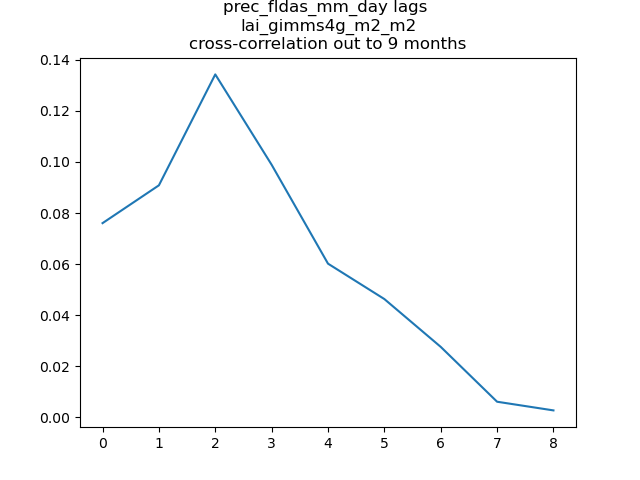 prec_fldas_mm_day lags
lai_gimms4g_m2_m2
cross-correlation out to 9 months
0.14
0.12
0.10
0.08
0.06
0.04
0.02
0.00
0 1 2 3 4 5 6 7 8